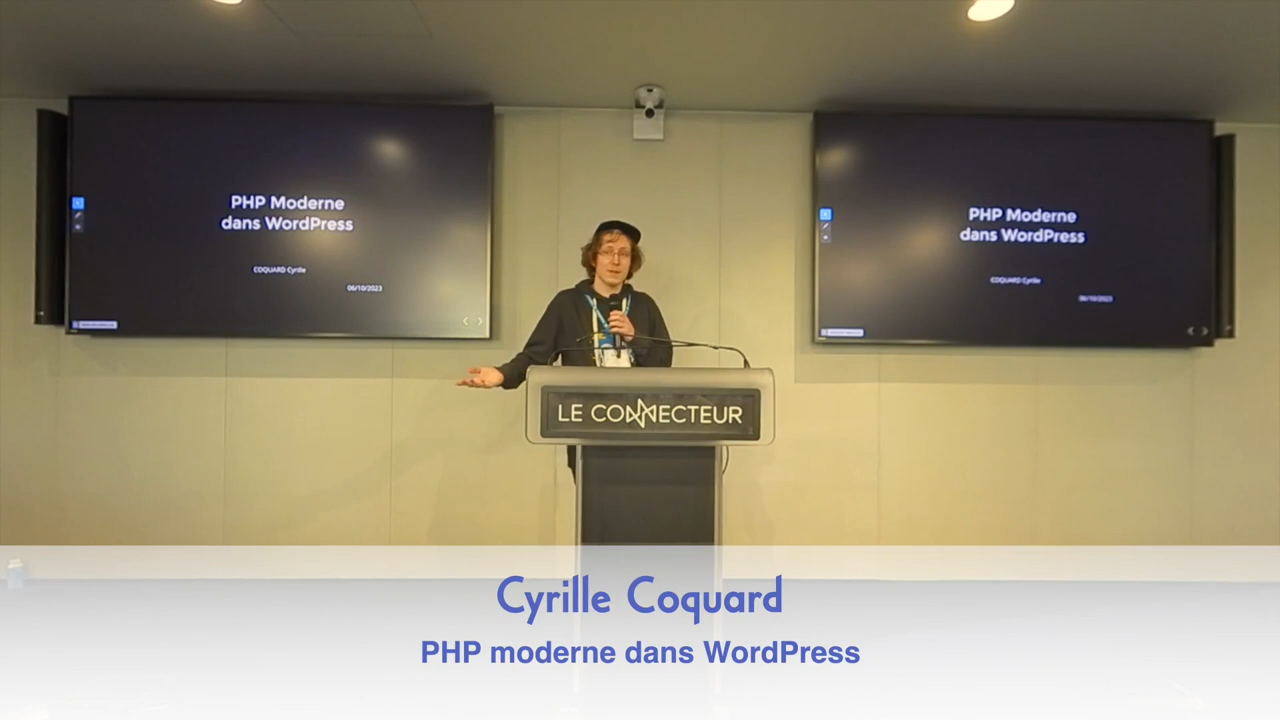 PHP Moderne
dans WordPress
COQUARD Cyrille
06/10/2023
PHP Moderne
dans WordPress
COQUARD Cyrille
06/10/2023
LE CONNECTEUR
Cyrille Coquard
PHP moderne dans WordPress